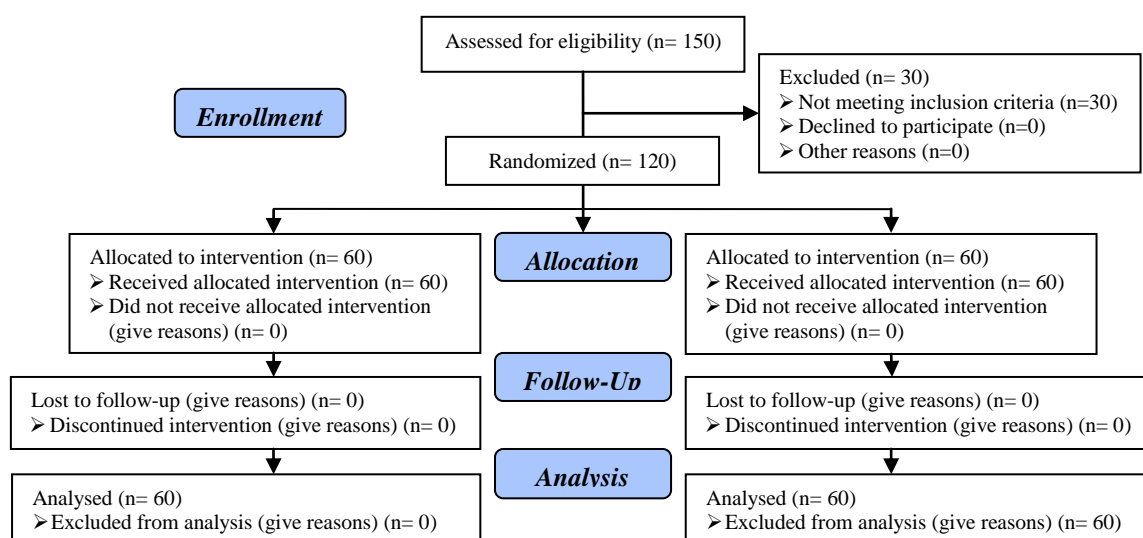 Assessed for eligibility (n= 150)
Excluded (n= 30)
➢ Not meeting inclusion criteria (n=30)
➢ Declined to participate (n=0)
➢ Other reasons (n=0)
Enrollment
Randomized (n= 120)
Allocated to intervention (n= 60)
➢ Received allocated intervention (n= 60)
➢ Did not receive allocated intervention
(give reasons) (n= 0)
Allocation
Allocated to intervention (n= 60)
➢ Received allocated intervention (n= 60)
➢ Did not receive allocated intervention
(give reasons) (n= 0)
Follow-Up
Lost to follow-up (give reasons) (n= 0)
➢ Discontinued intervention (give reasons) (n= 0)
Lost to follow-up (give reasons) (n= 0)
➢ Discontinued intervention (give reasons) (n= 0)
Analysis
Analysed (n= 60)
➢ Excluded from analysis (give reasons) (n= 0)
Analysed (n= 60)
➢ Excluded from analysis (give reasons) (n= 60)